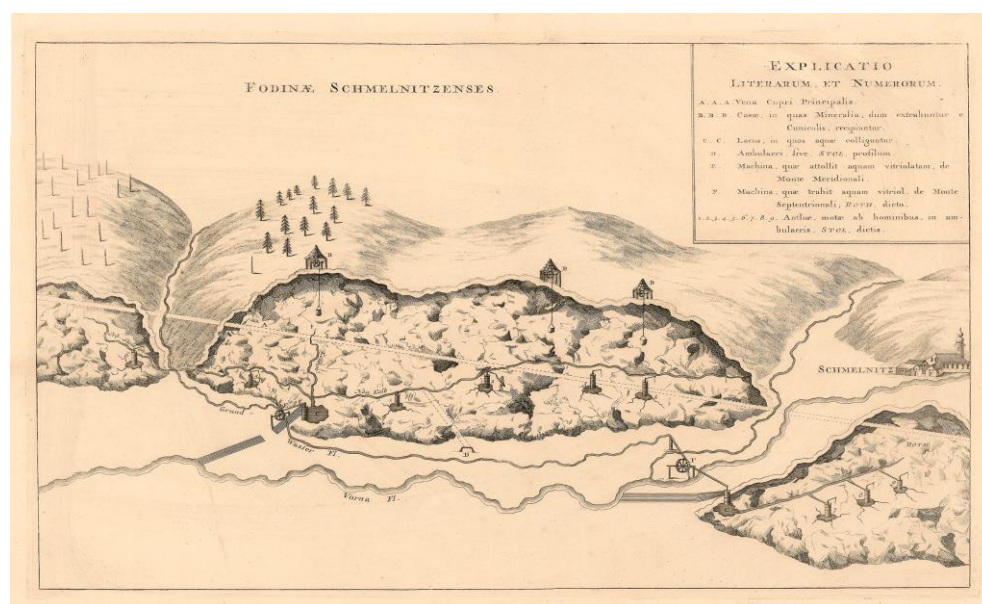 FODINÆ SCHMELNITZENSES.
EXPLICATIO
LITERARUM, ET NUMERORUM.
A. A. A. Vena Cupri Principalis.
B. B. B. Casæ, in quas Mineralia, dum extrahuntur e
Cuniculis, recipiuntur.
C. C. Lacus, in quos aquæ colliguntur.
D. Ambulacri, sive, STOL, profilum.
E. Machina, quæ attollit aquam vitriolatam, de
Monte Meridionali.
F. Machina, quæ trahit aquam vitriol. de Monte
Septentrionali, ROTH, dicto.
1. 2. 3. 4. 5. 6. 7. 8. 9. Antliæ, motæ ab hominibus, in am-
bulacris, STOL, dictis.
B
B
B
A
SCHMELNITZ
Grund
Wasser Fl.
D
F
ROTH
Varna Fl.